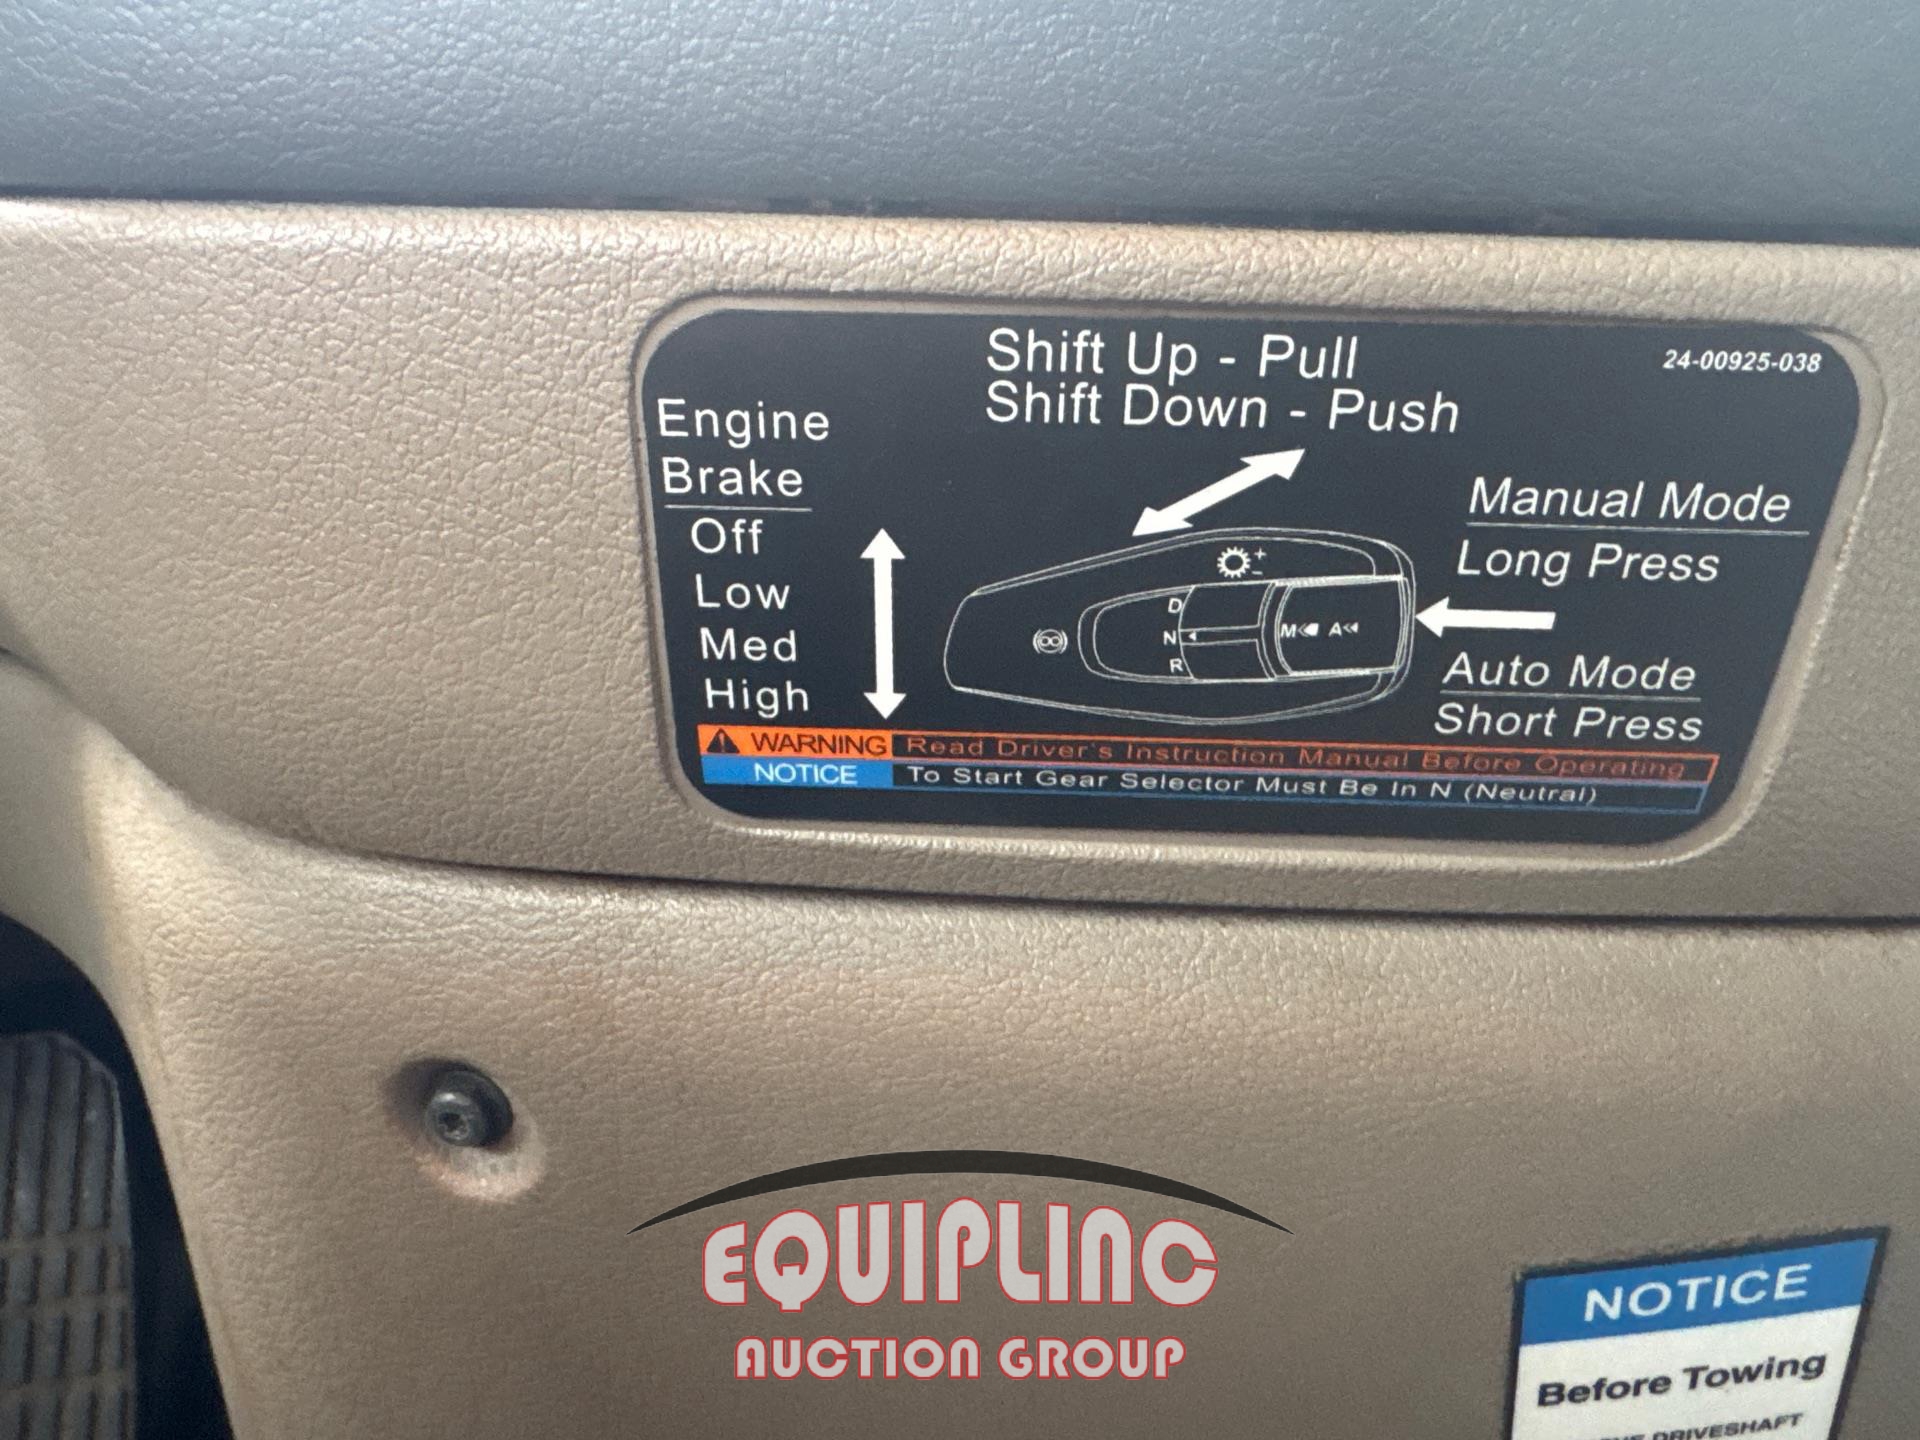 Shift Up - Pull
Shift Down - Push
24-00925-038
Engine
Brake
Off
Low
Med
High
Manual Mode
Long Press
D
N
R
M A
+
-
Auto Mode
Short Press
WARNING Read Driver's Instruction Manual Before Operating
NOTICE To Start Gear Selector Must Be In N (Neutral)
EQUIPLINC
AUCTION GROUP
NOTICE
Before Towing
DRIVESHAFT